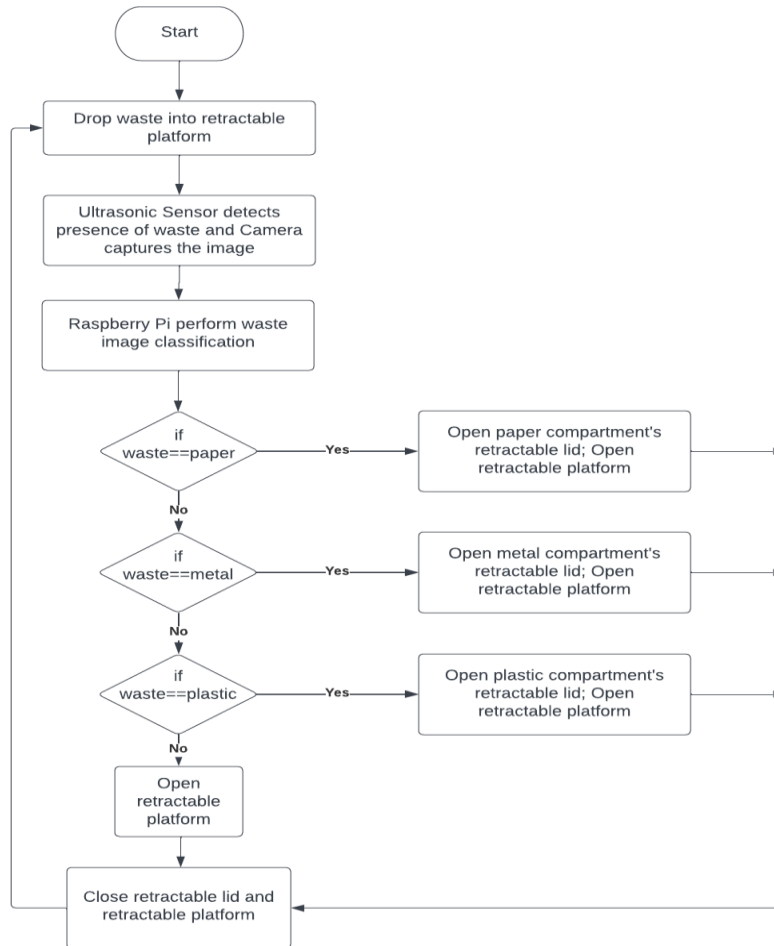 Start
Drop waste into retractable
platform
Ultrasonic Sensor detects
presence of waste and Camera
captures the image
Raspberry Pi perform waste
image classification
if
waste==paper
Yes
Open paper compartment's
retractable lid; Open
retractable platform
No
if
waste==metal
Yes
Open metal compartment's
retractable lid; Open
retractable platform
No
if
waste==plastic
Yes
Open plastic compartment's
retractable lid; Open
retractable platform
No
Open
retractable
platform
Close retractable lid and
retractable platform